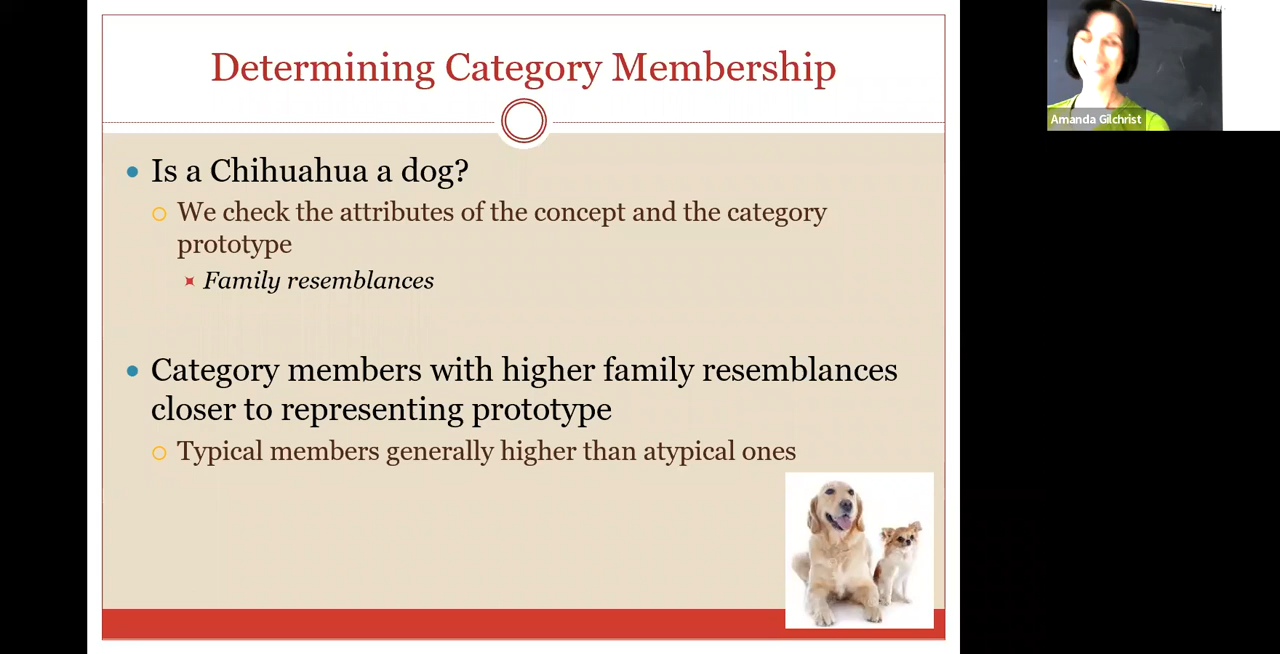 Determining Category Membership
Is a Chihuahua a dog?
We check the attributes of the concept and the category
prototype
Family resemblances
Category members with higher family resemblances
closer to representing prototype
Typical members generally higher than atypical ones
Amanda Gilchrist